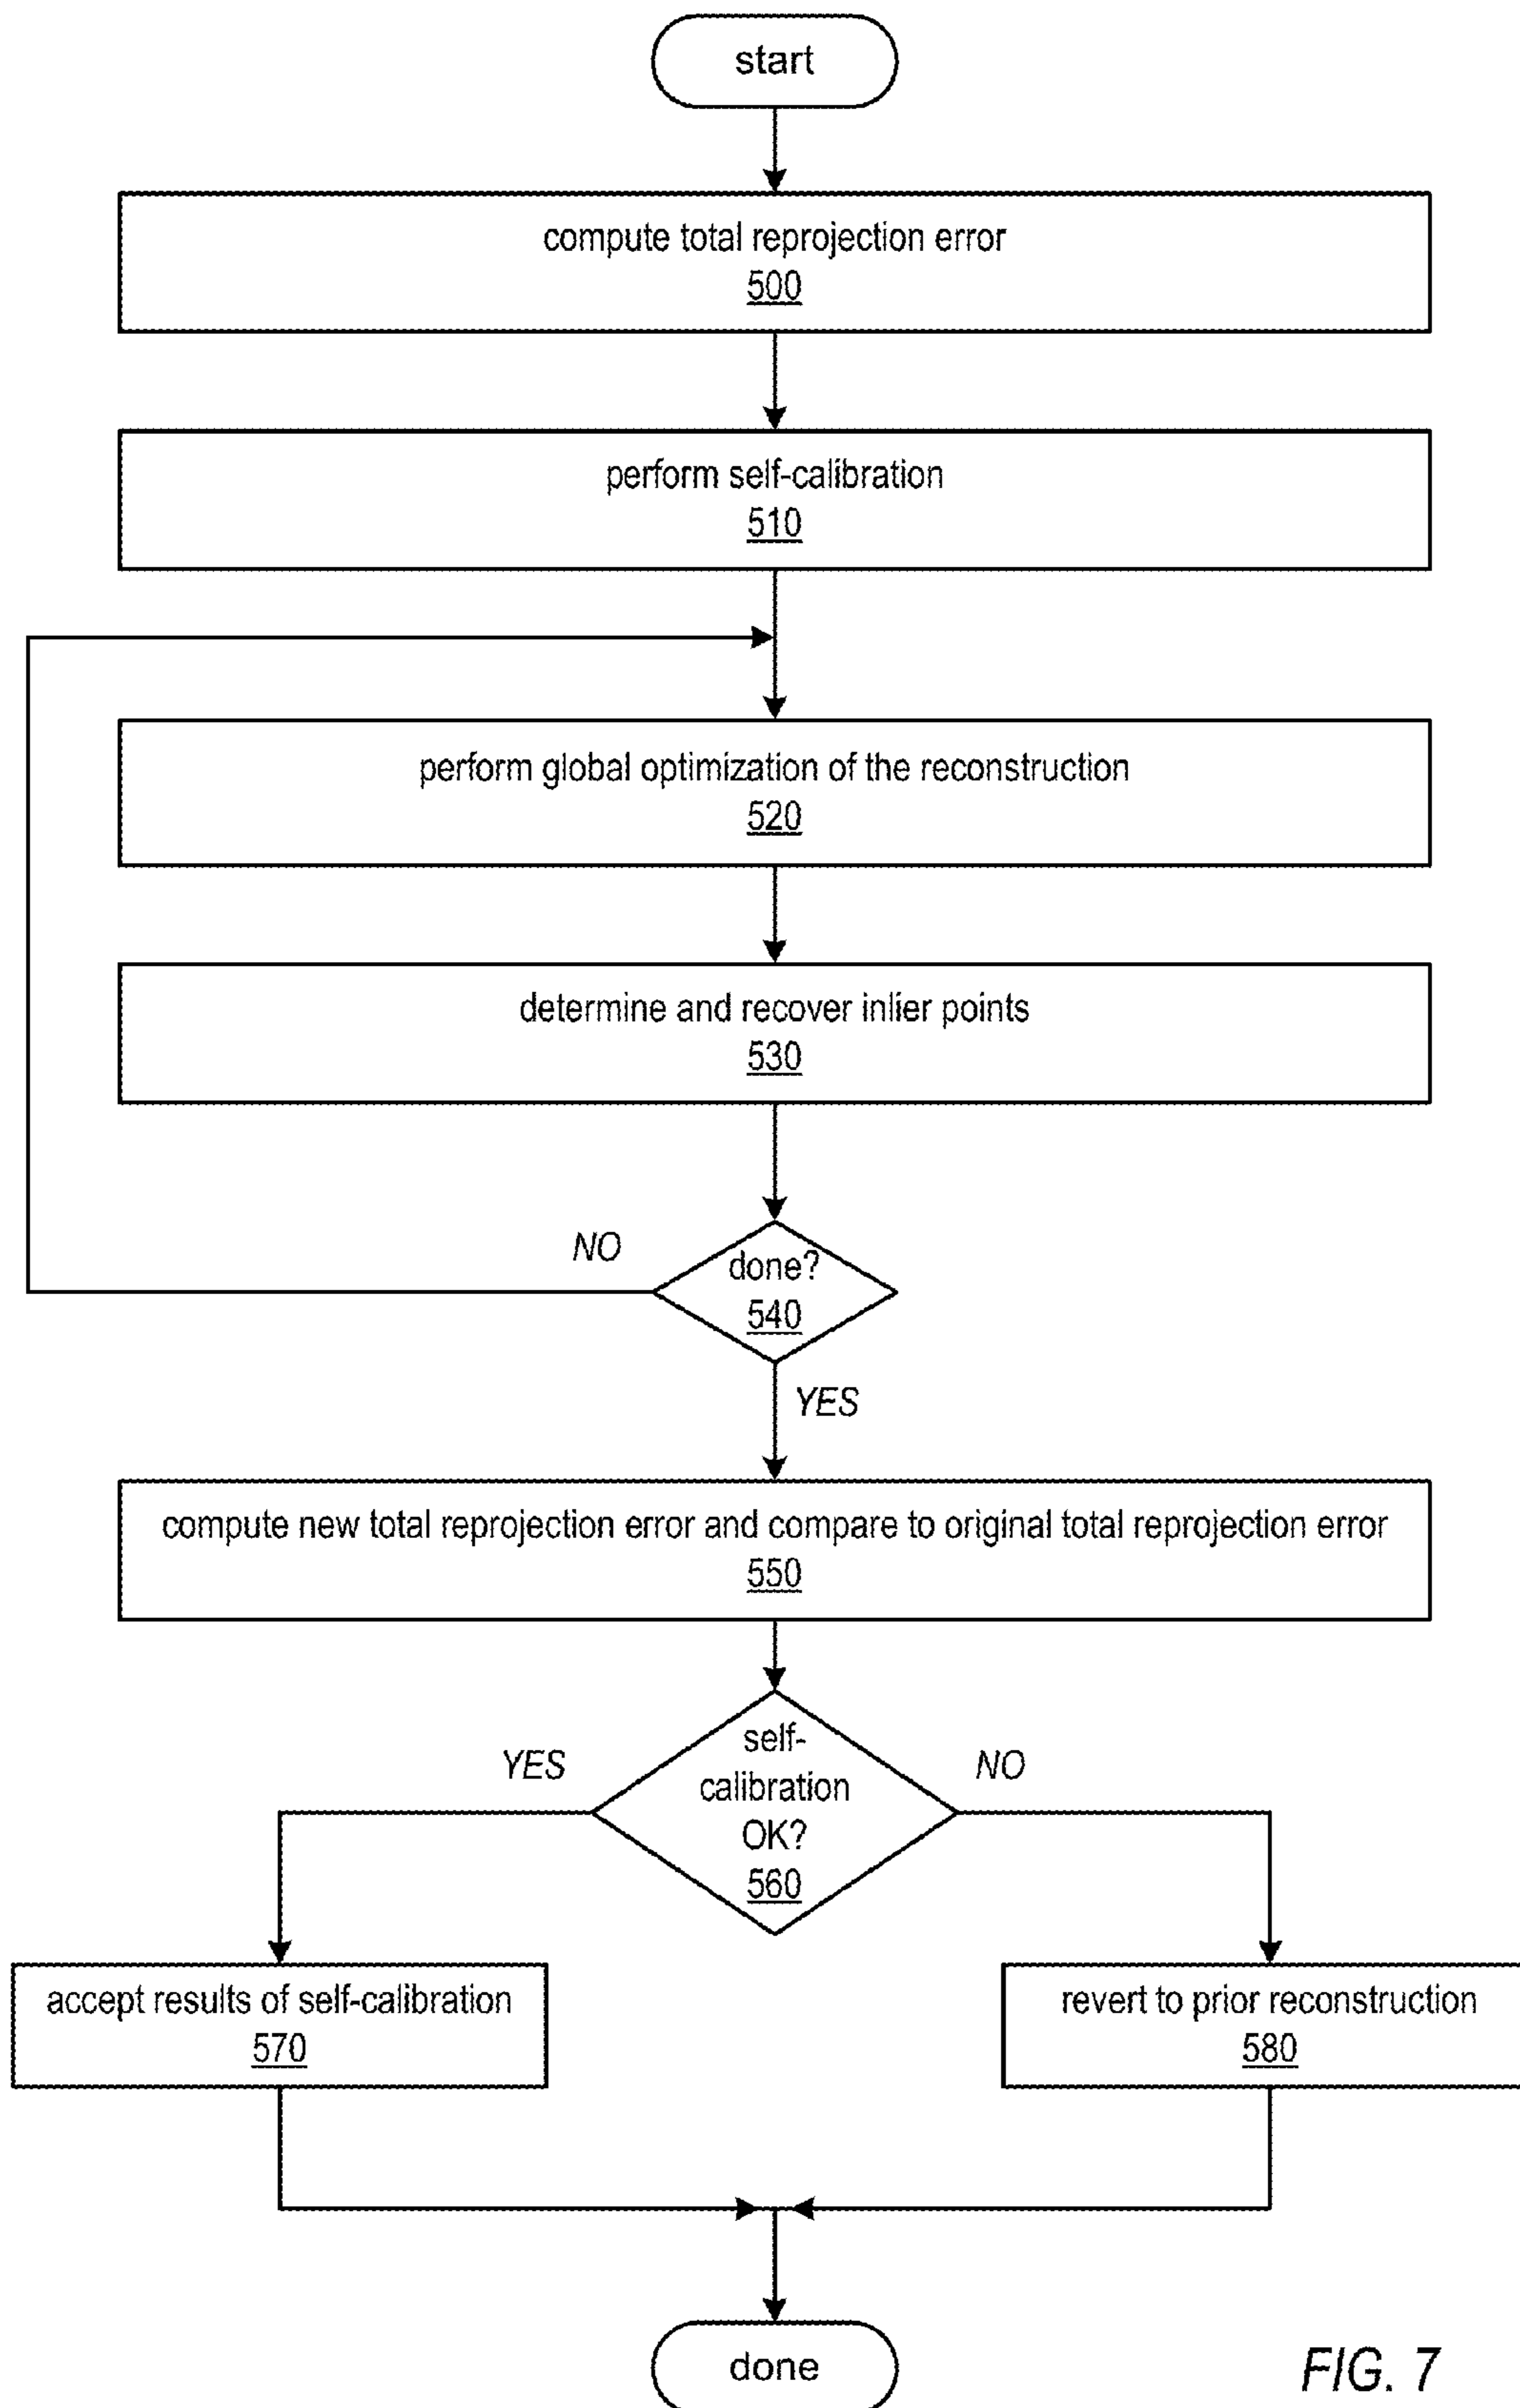 start
compute total reprojection error
500
perform self-calibration
510
perform global optimization of the reconstruction
520
determine and recover inlier points
530
NO
done?
540
YES
compute new total reprojection error and compare to original total reprojection error
550
YES
self-
calibration
OK?
560
NO
accept results of self-calibration
570
revert to prior reconstruction
580
done
FIG. 7